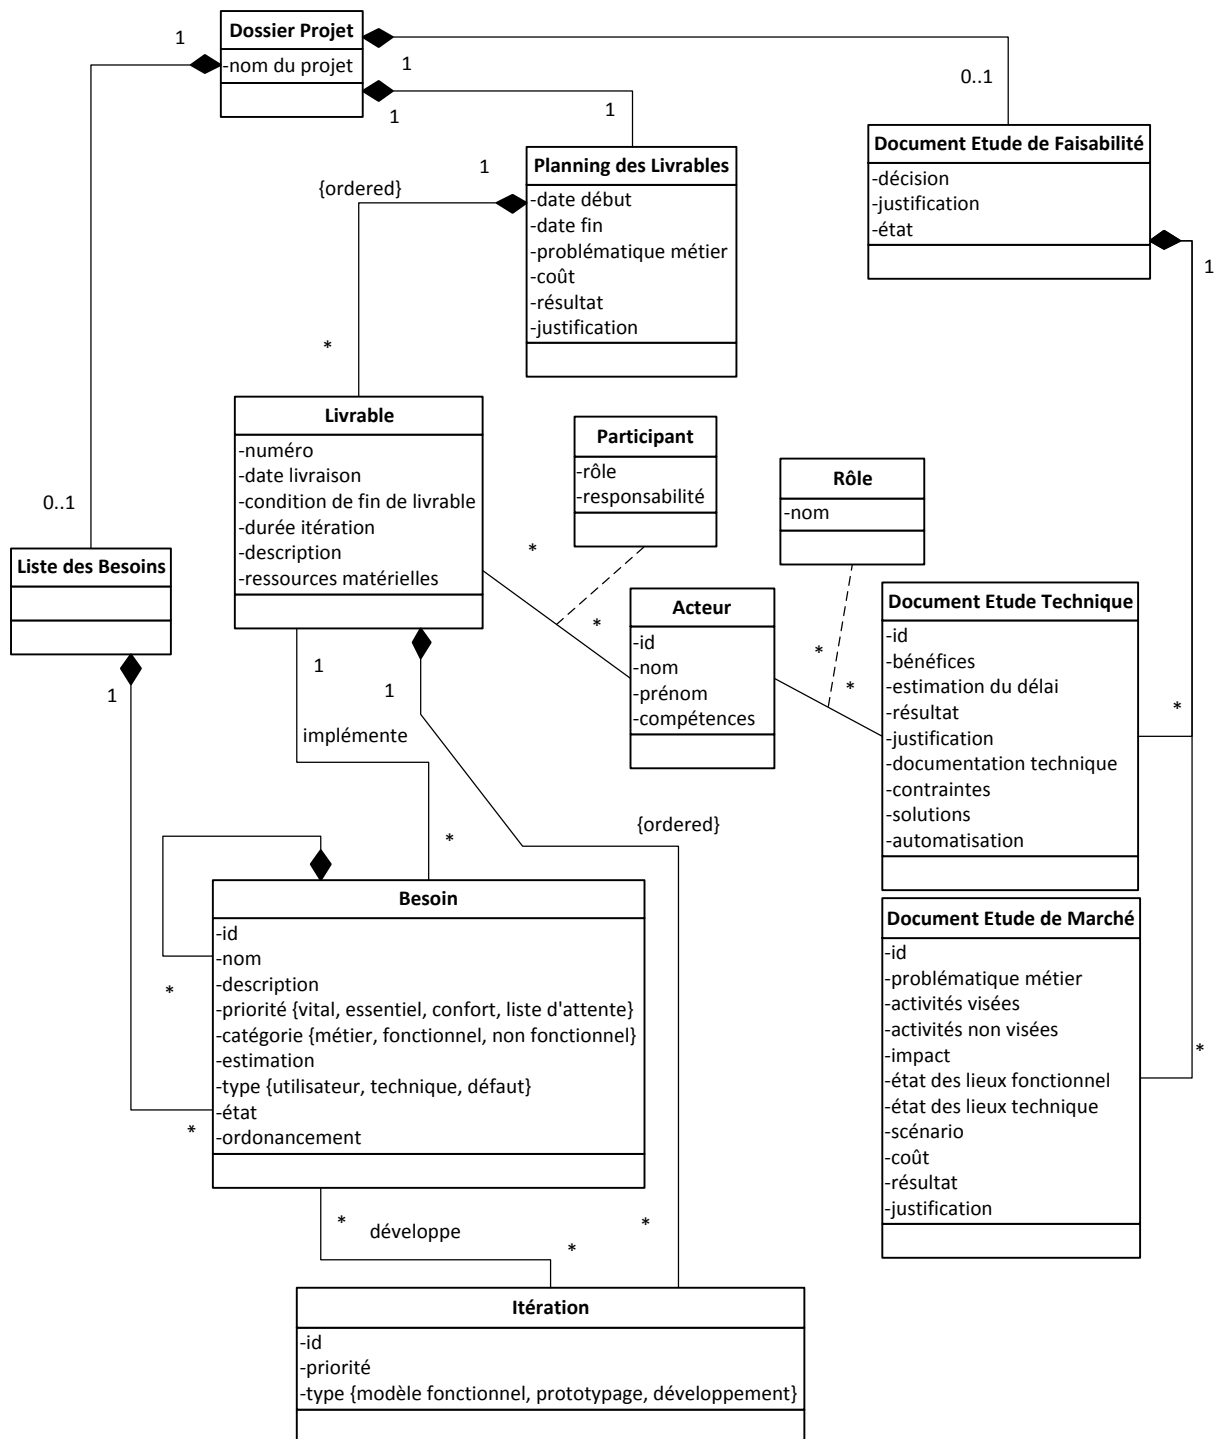 Dossier Projet
-nom du projet
1
1
1
1
0..1
Document Etude de Faisabilité
-décision
-justification
-état
1
Planning des Livrables
-date début
-date fin
-problématique métier
-coût
-résultat
-justification
1
{ordered}
*
Livrable
-numéro
-date livraison
-condition de fin de livrable
-durée itération
-description
-ressources matérielles
Participant
-rôle
-responsabilité
Rôle
-nom
0..1
Liste des Besoins
1
*
*
Acteur
-id
-nom
-prénom
-compétences
*
*
Document Etude Technique
-id
-bénéfices
-estimation du délai
-résultat
-justification
-documentation technique
-contraintes
-solutions
-automatisation
*
1
1
implémente
*
{ordered}
Besoin
-id
-nom
-description
-priorité {vital, essentiel, confort, liste d'attente}
-catégorie {métier, fonctionnel, non fonctionnel}
-estimation
-type {utilisateur, technique, défaut}
-état
-ordonancement
*
*
Document Etude de Marché
-id
-problématique métier
-activités visées
-activités non visées
-impact
-état des lieux fonctionnel
-état des lieux technique
-scénario
-coût
-résultat
-justification
*
*
développe
*
*
Itération
-id
-priorité
-type {modèle fonctionnel, prototypage, développement}